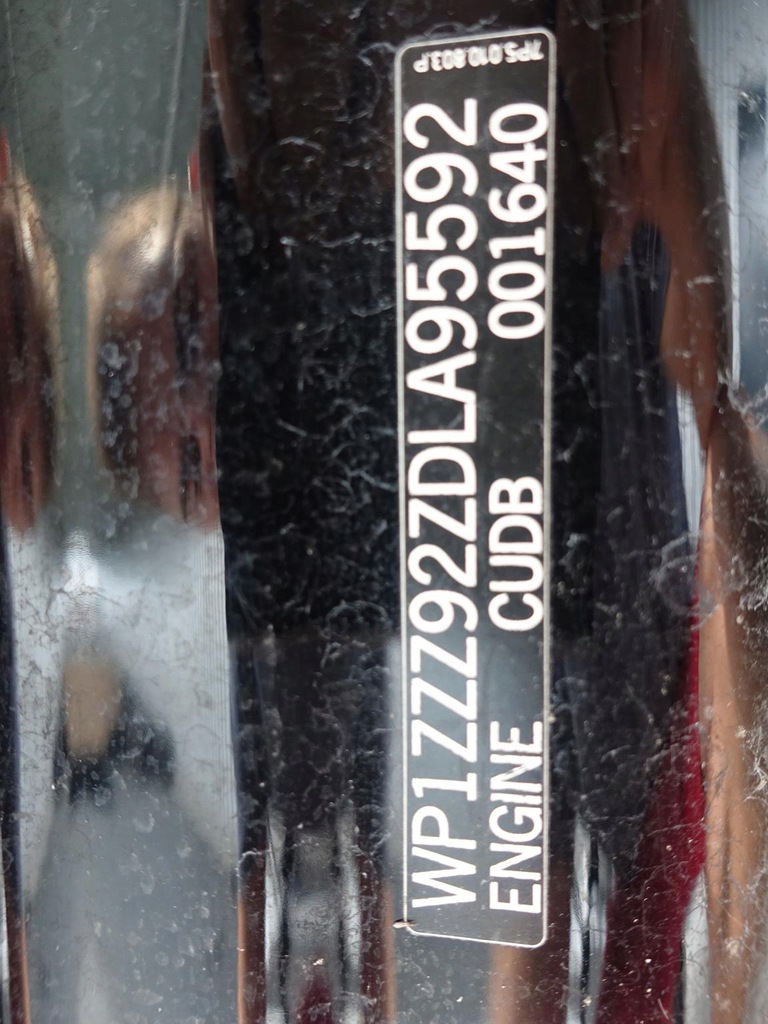 WP1ZZZ92ZDLA95592
ENGINE CUDB 001640
7P5.010.803.P